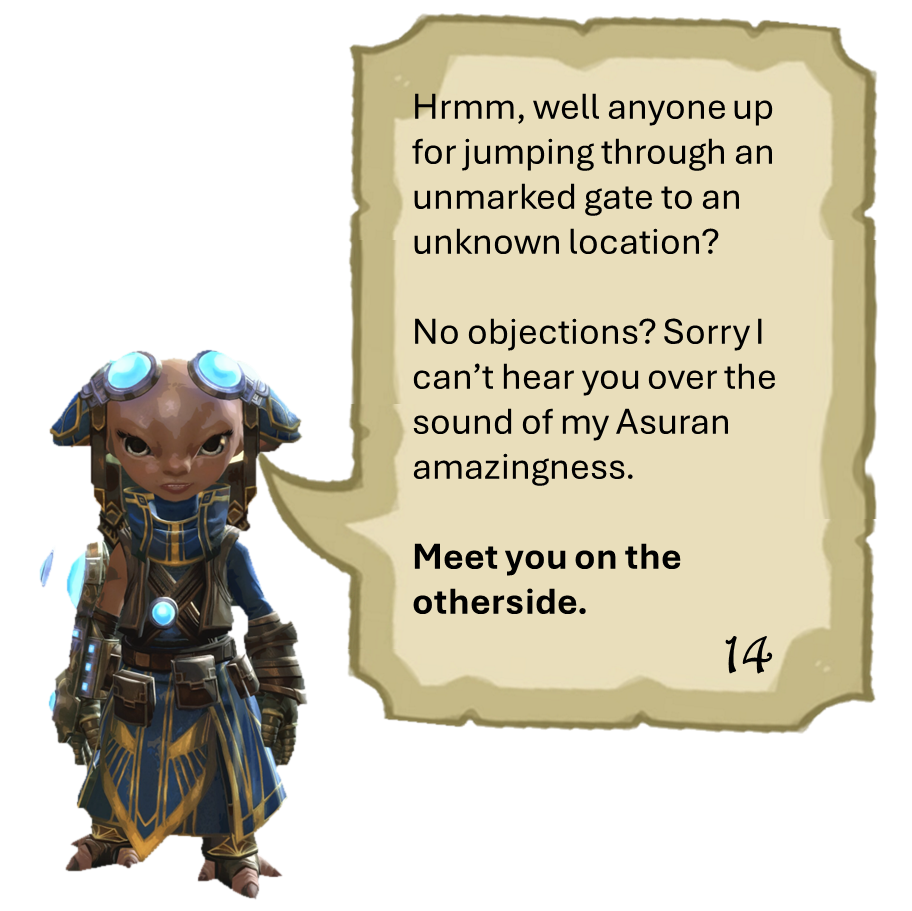 Hrmm, well anyone up
for jumping through an
unmarked gate to an
unknown location?
No objections? Sorry I
can’t hear you over the
sound of my Asuran
amazingness.
Meet you on the
otherside.
14